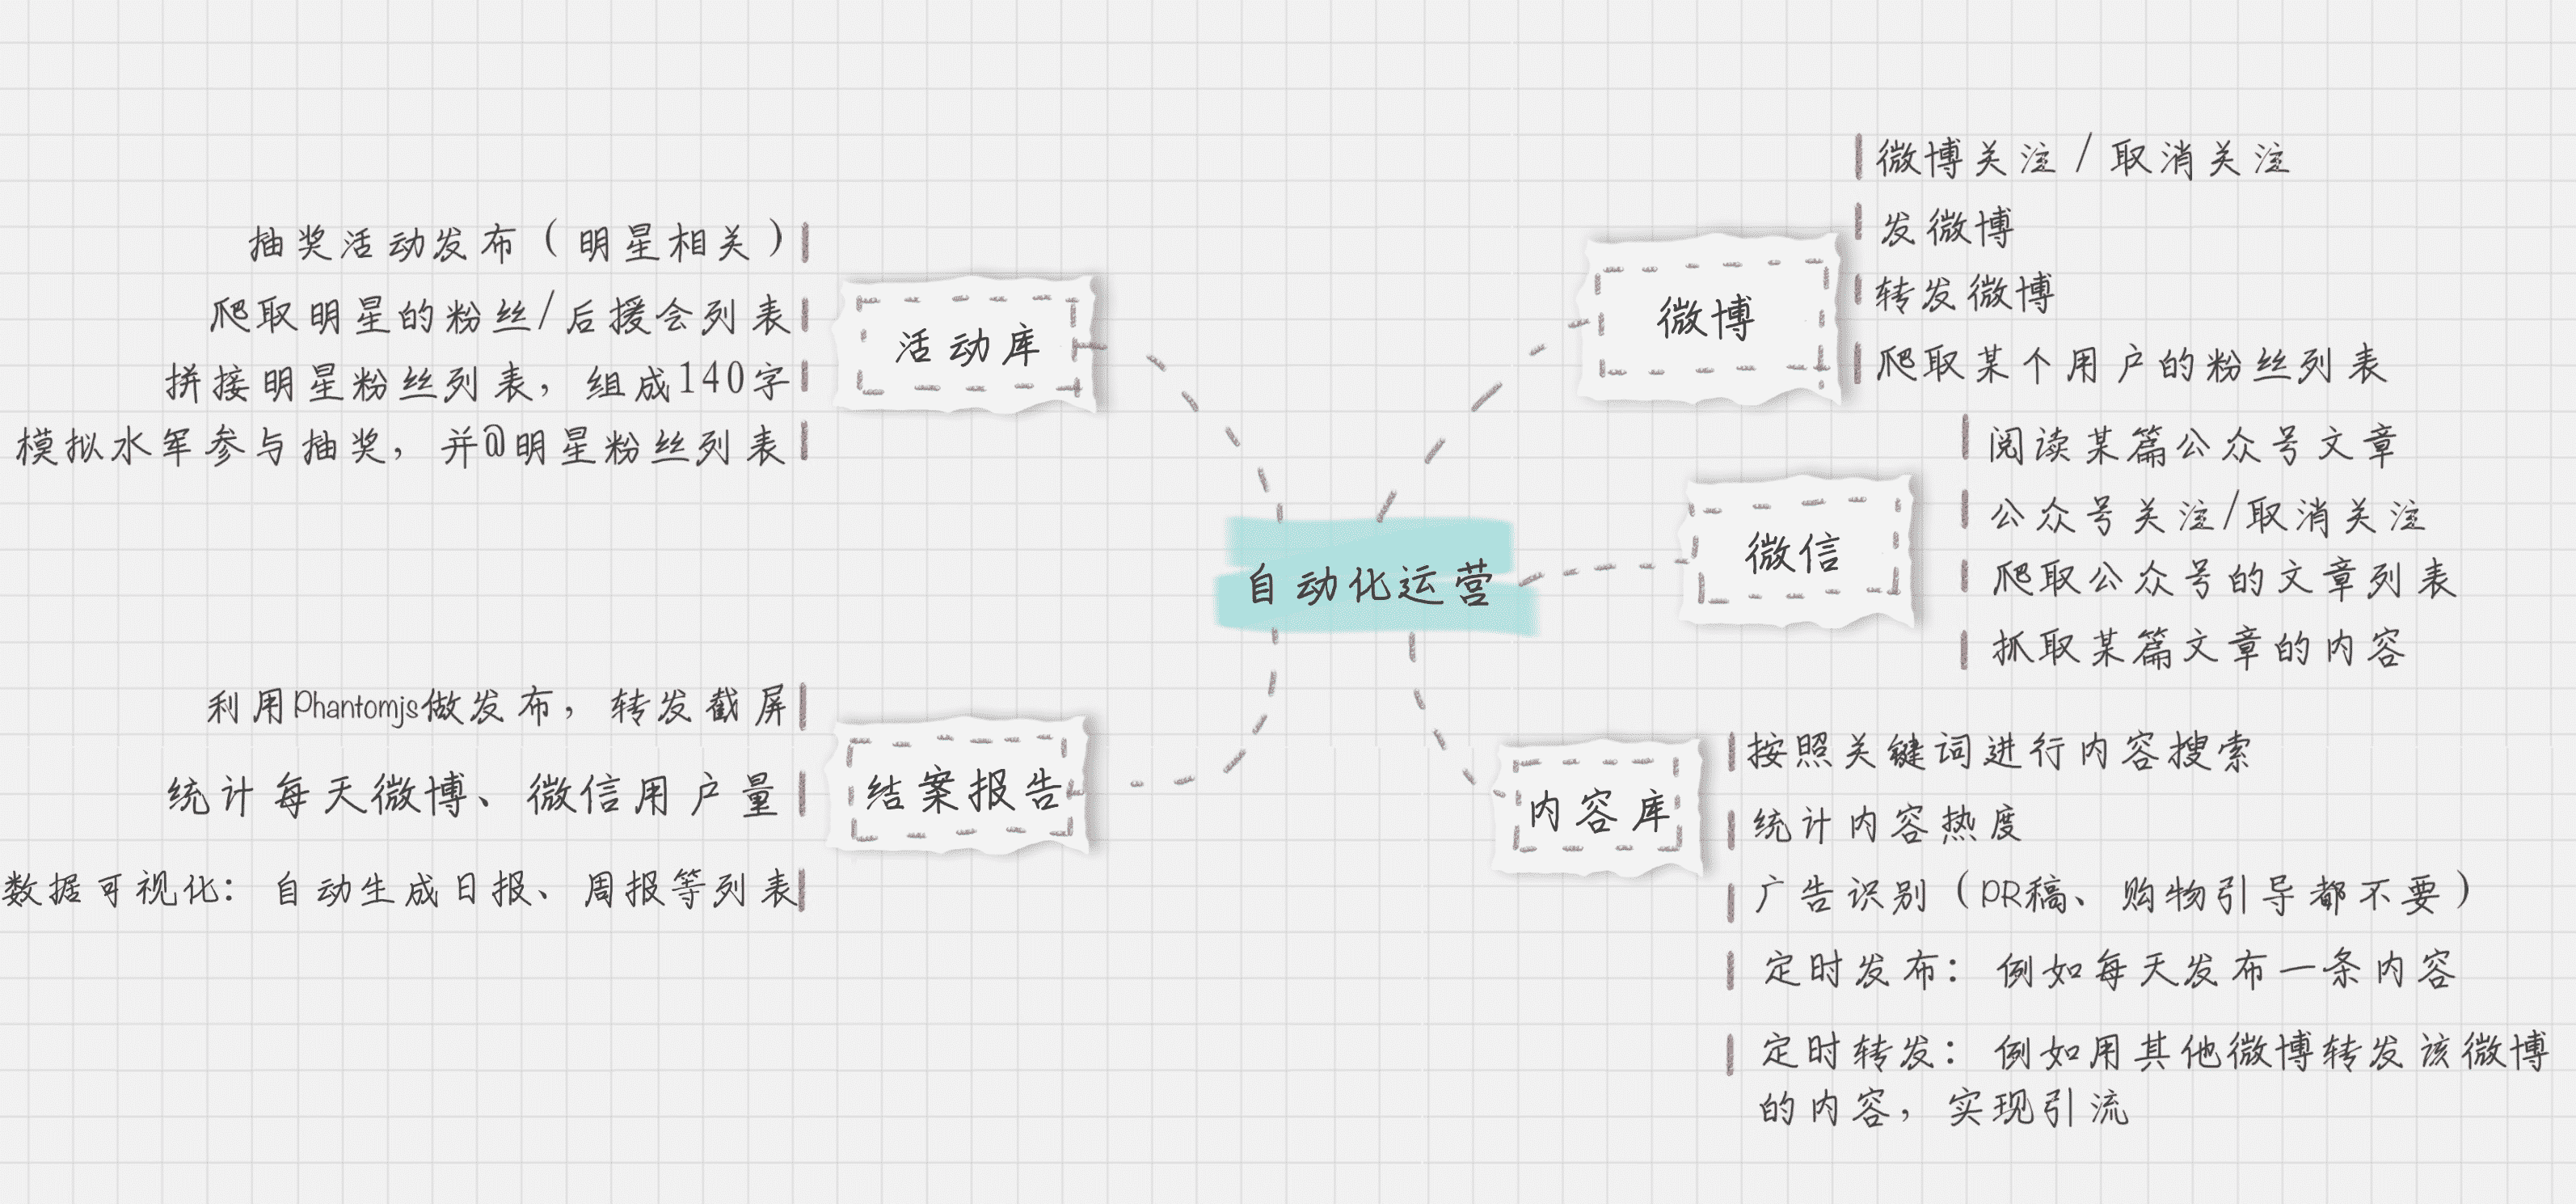 自动化运营
微博
微博关注 / 取消关注
发微博
转发微博
爬取某个用户的粉丝列表
微信
阅读某篇公众号文章
公众号关注/取消关注
爬取公众号的文章列表
抓取某篇文章的内容
内容库
按照关键词进行内容搜索
统计内容热度
广告识别（PR稿、购物引导都不要）
定时发布：例如每天发布一条内容
定时转发：例如用其他微博转发该微博
的内容，实现引流
活动库
抽奖活动发布（明星相关）
爬取明星的粉丝/后援会列表
拼接明星粉丝列表，组成140字
模拟水军参与抽奖，并@明星粉丝列表
结案报告
利用Phantomjs做发布，转发截屏
统计每天微博、微信用户量
数据可视化：自动生成日报、周报等列表